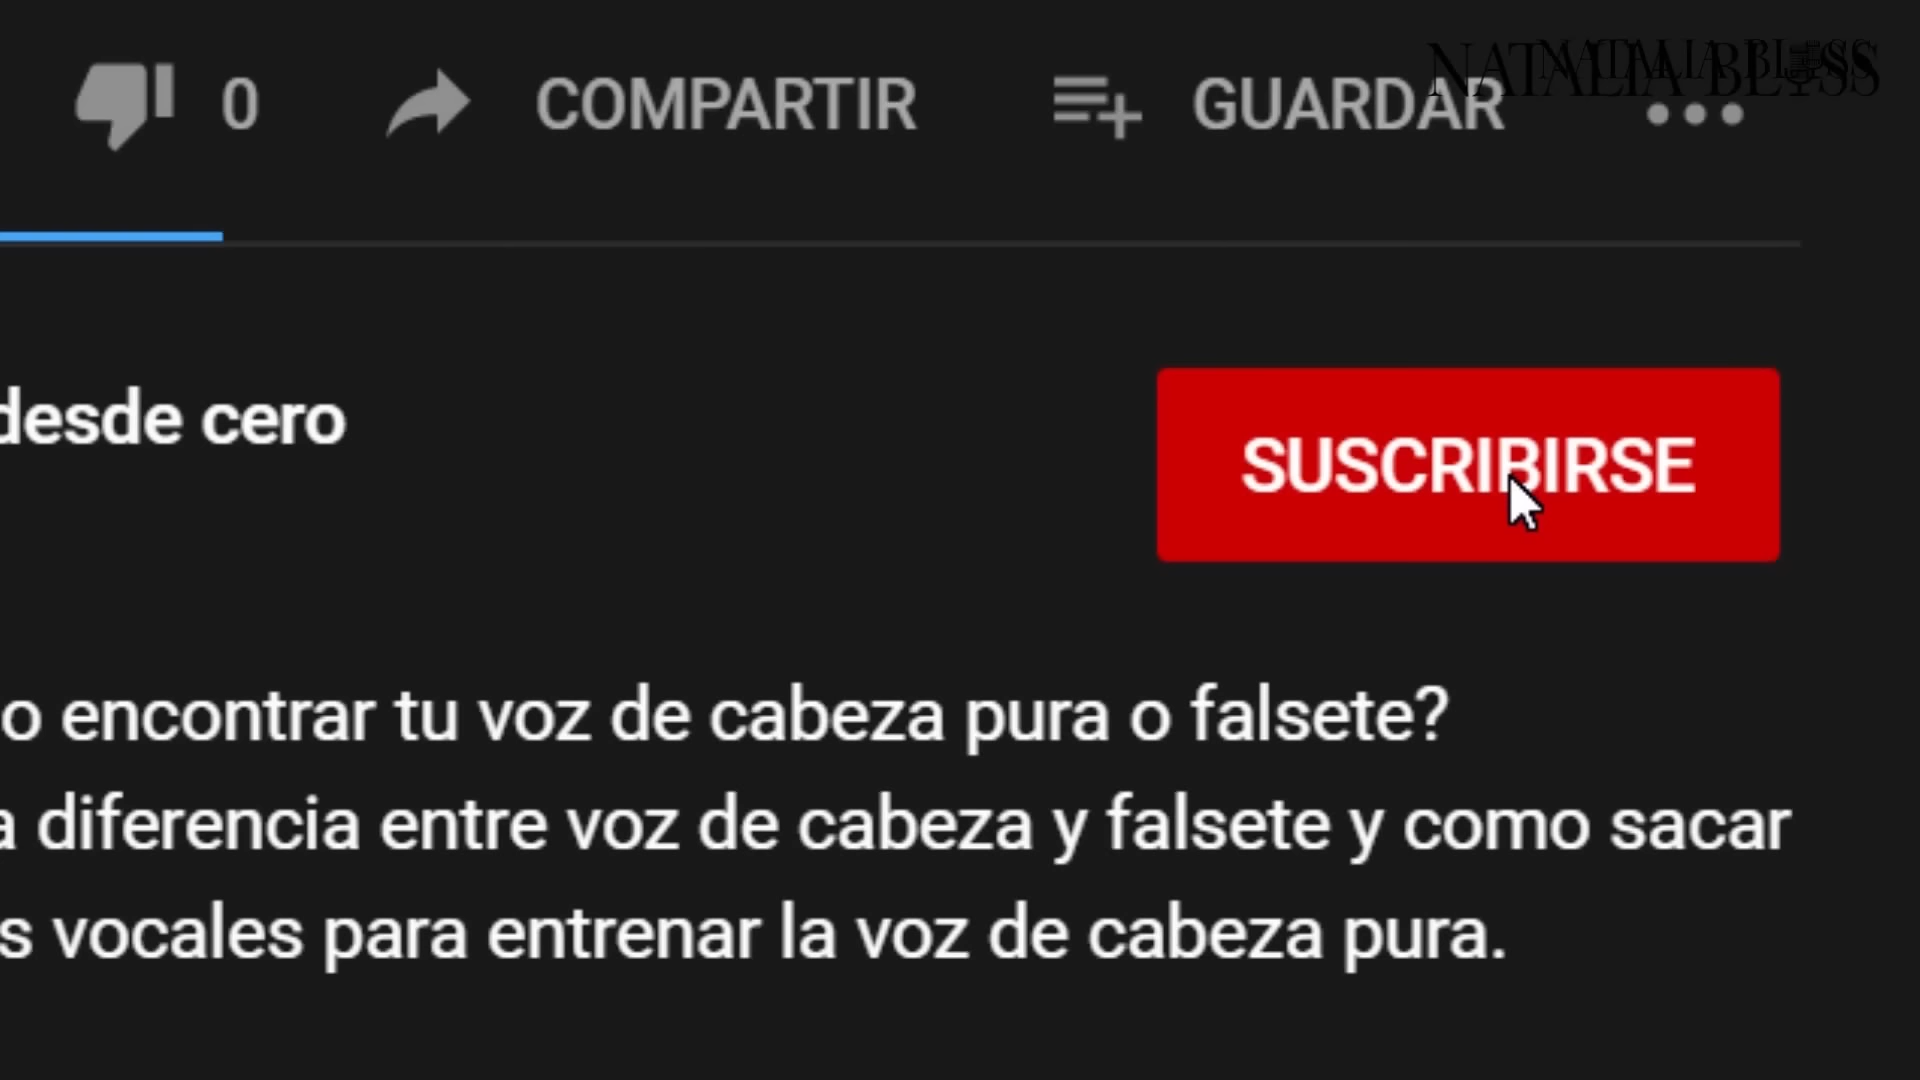 NATALIA BLISS
0 COMPARTIR GUARDAR
desde cero
SUSCRIBIRSE
o encontrar tu voz de cabeza pura o falsete?
a diferencia entre voz de cabeza y falsete y como sacar
s vocales para entrenar la voz de cabeza pura.